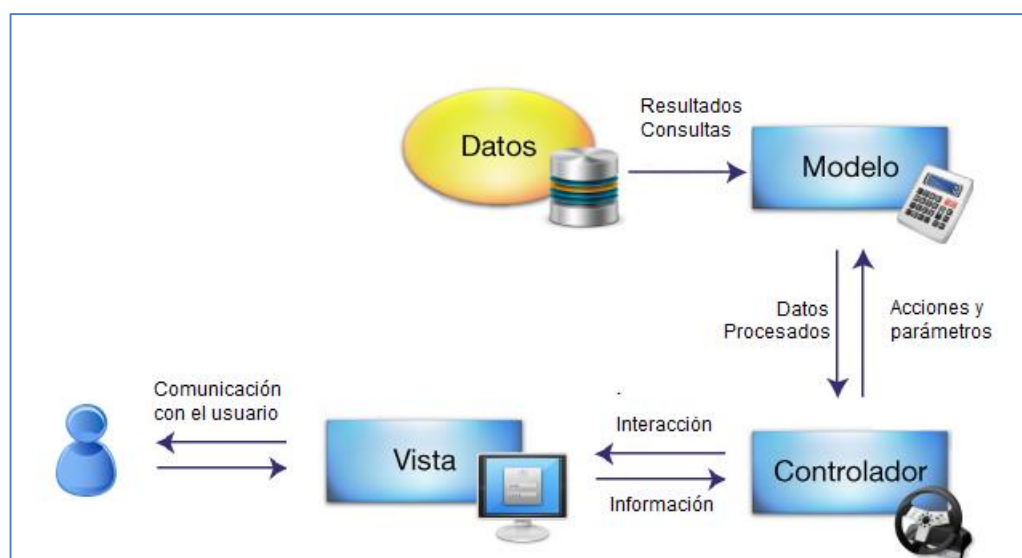 Datos
Resultados
Consultas
Modelo
Datos
Procesados
Acciones y
parámetros
Comunicación
con el usuario
Vista
Interacción
Información
Controlador